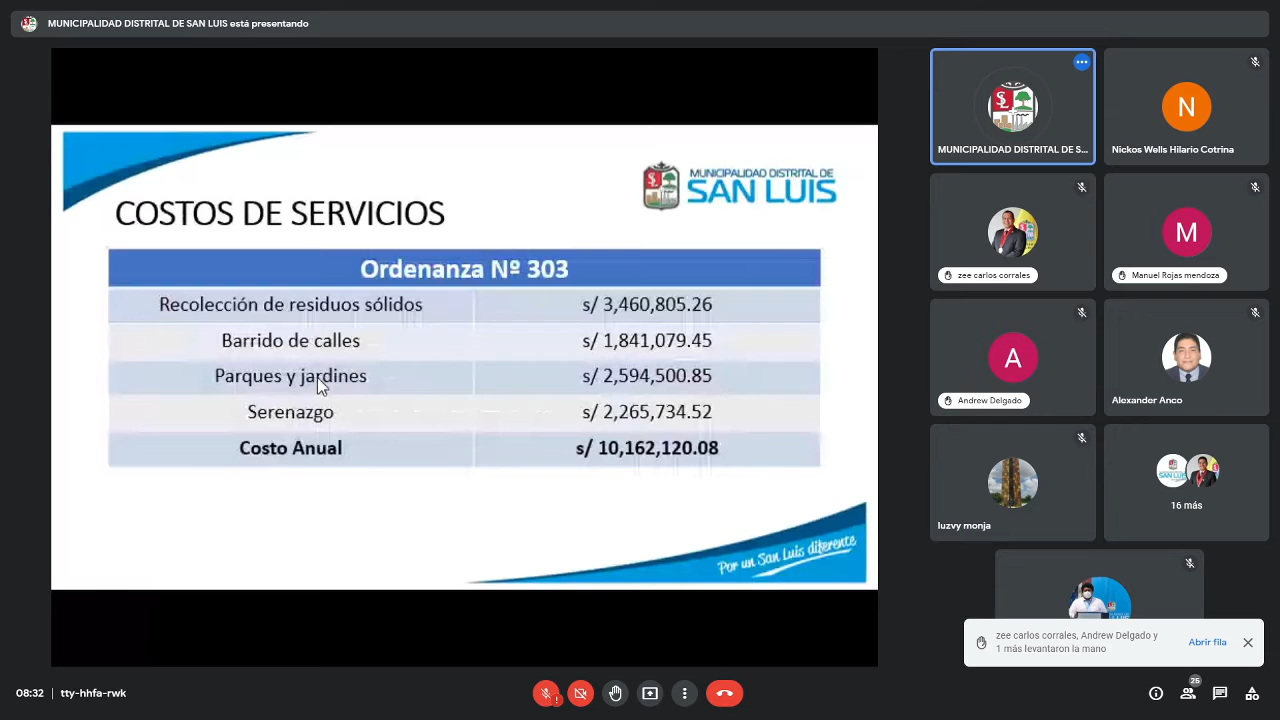 MUNICIPALIDAD DISTRITAL DE SAN LUIS está presentando
MUNICIPALIDAD DISTRITAL DE
SAN LUIS
COSTOS DE SERVICIOS
Ordenanza Nº 303
Recolección de residuos sólidos s/ 3,460,805.26
Barrido de calles s/ 1,841,079.45
Parques y jardines s/ 2,594,500.85
Serenazgo s/ 2,265,734.52
Costo Anual s/ 10,162,120.08
Por un San Luis diferente
MUNICIPALIDAD DISTRITAL DE S...
N
Nickos Wells Hilario Cotrina
zee carlos corrales
M
Manuel Rojas mendoza
A
Andrew Delgado
Alexander Anco
luzvy monja
SAN LUIS
16 más
zee carlos corrales, Andrew Delgado y
1 más levantaron la mano
Abrir fila
08:32 | tty-hhfa-rwk
25